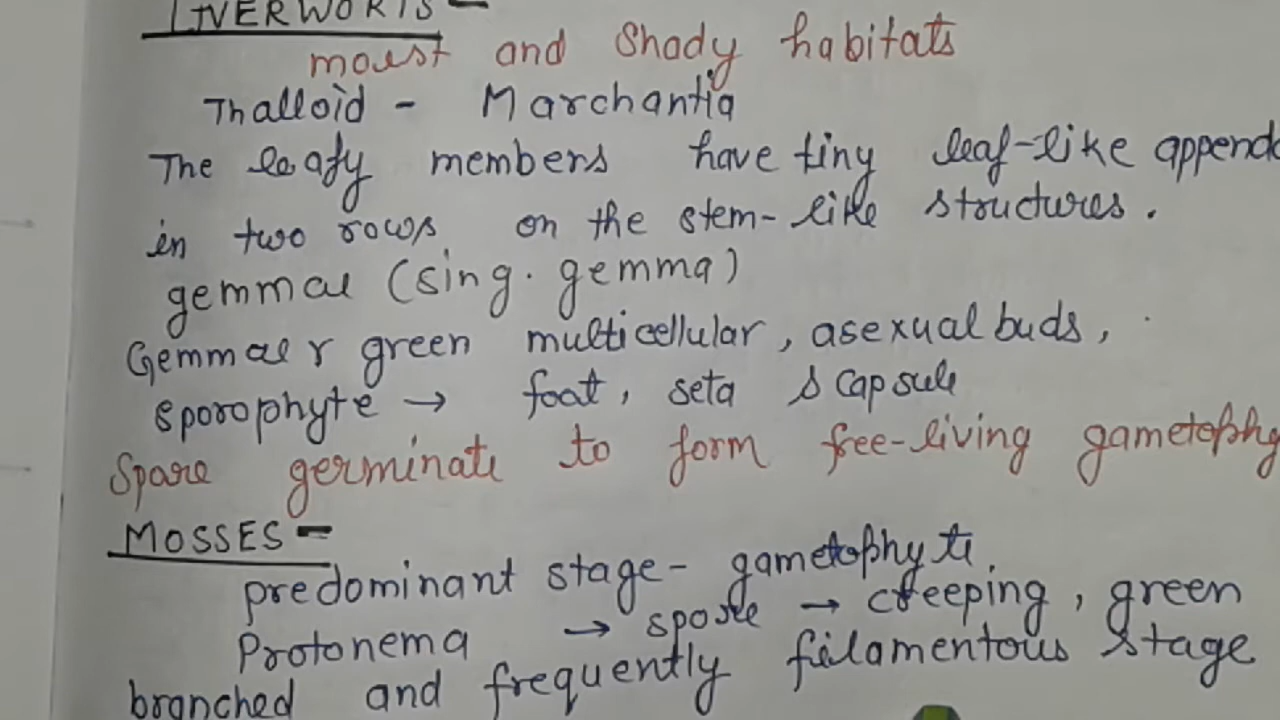 LIVERWORTS -
moist and Shady habitats
Thalloid - Marchantia
The leafy members have tiny leaf-like append
in two rows on the stem-like structures.
gemmae (sing. gemma)
Gemmae r green multicellular, asexual buds,
sporophyte → foot, seta & capsule
Spore germinate to form free-living gametophy
MOSSES -
predominant stage - gametophyte
Protonema → spore → creeping, green
branched and frequently filamentous stage